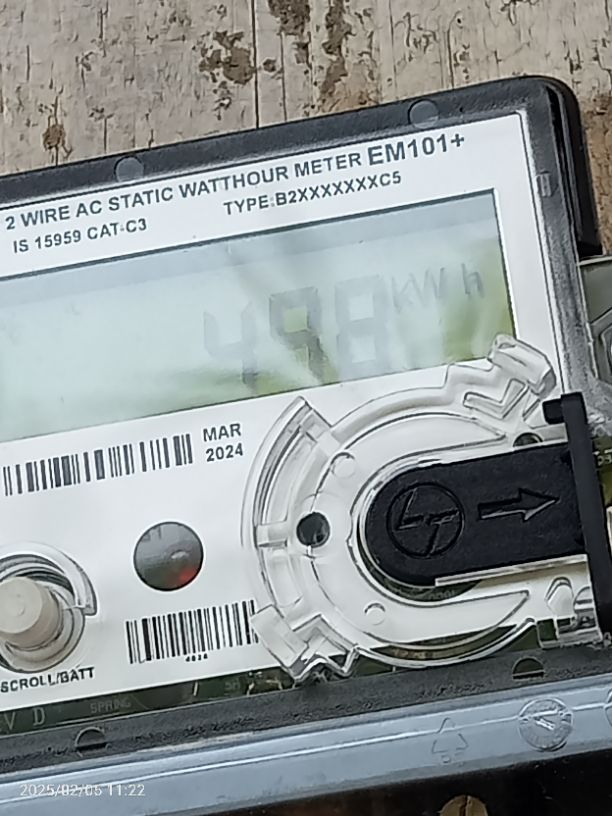 2 WIRE AC STATIC WATTHOUR METER EM101+
IS 15959 CAT-C3
TYPE:B2XXXXXXXC5
498 kWh
MAR
2024
SCROLL/BATT
2025/02/05 11:22